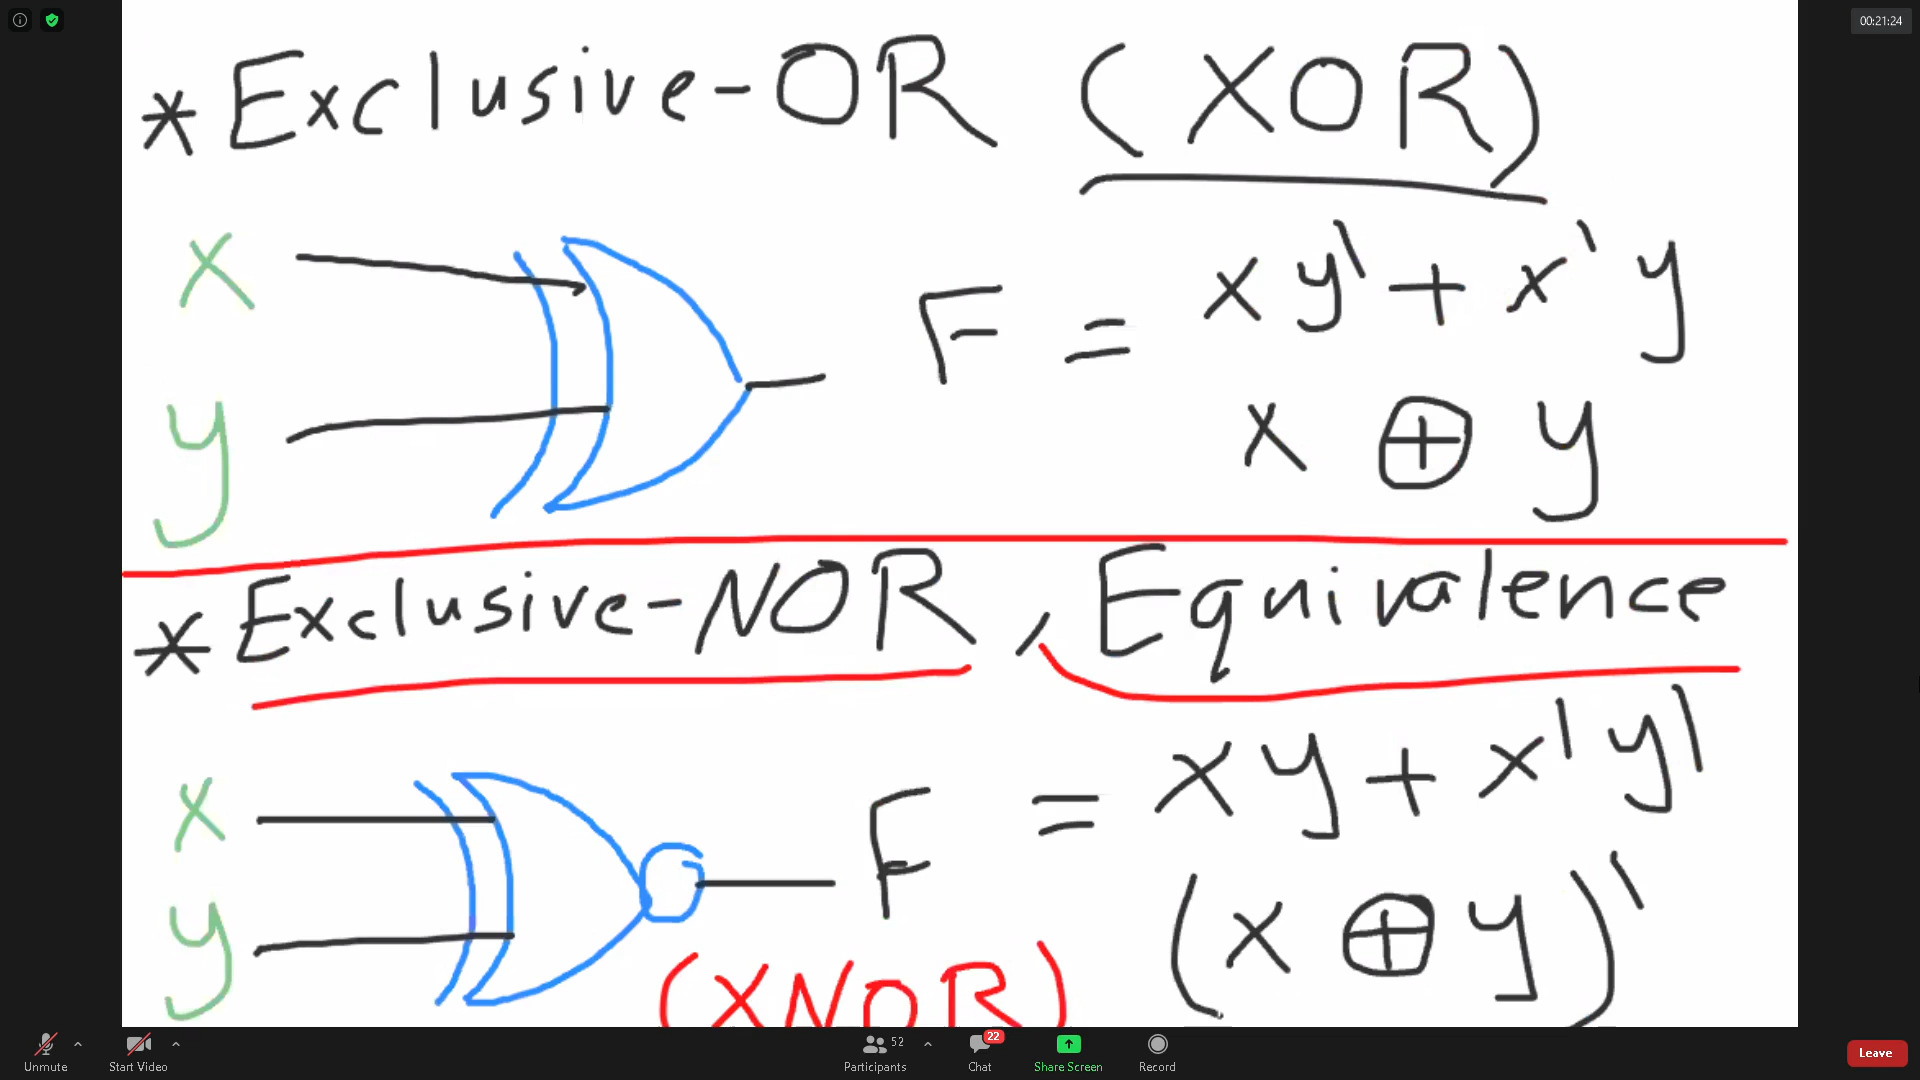 00:21:24
* Exclusive-OR (XOR)
x
y
F = xy' + x'y
x ⊕ y
* Exclusive-NOR, Equivalence
x
y
F = xy + x'y'
(x ⊕ y)'
(XNOR)
Unmute
Start Video
52
Participants
22
Chat
Share Screen
Record
Leave